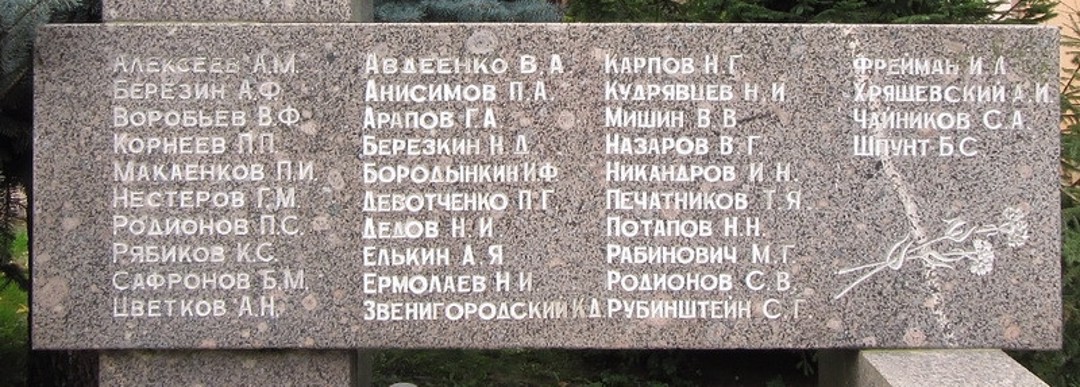 АЛЕКСЕЕВ А.М.
БЕРЕЗИН А.Ф.
ВОРОБЬЕВ В.Ф.
КОРНЕЕВ П.П.
МАКАЕНКОВ П.И.
НЕСТЕРОВ Г.М.
РОДИОНОВ П.С.
РЯБИКОВ К.С.
САФРОНОВ Б.М.
ЦВЕТКОВ А.Н.
АВДЕЕНКО В.А.
АНИСИМОВ П.А.
АРАПОВ Г.А
БЕРЕЗКИН Н.Д.
БОРОДЫНКИН И.Ф
ДЕВОТЧЕНКО П.Г
ДЕДОВ Н.И
ЕЛЬКИН А.Я
ЕРМОЛАЕВ Н.И
ЗВЕНИГОРОДСКИЙ К.Д.
КАРПОВ Н.Г
КУДРЯВЦЕВ Н.И
МИШИН В.В
НАЗАРОВ В.Г.
НИКАНДРОВ И.Н.
ПЕЧАТНИКОВ Т.Я
ПОТАПОВ Н.Н.
РАБИНОВИЧ М.Г
РОДИОНОВ С.В.
РУБИНШТЕЙН С.Г.
ФРЕЙМАН И.Л
ХРЯЩЕВСКИЙ А.И.
ЧАЙНИКОВ С.А.
ШПУНТ Б.С